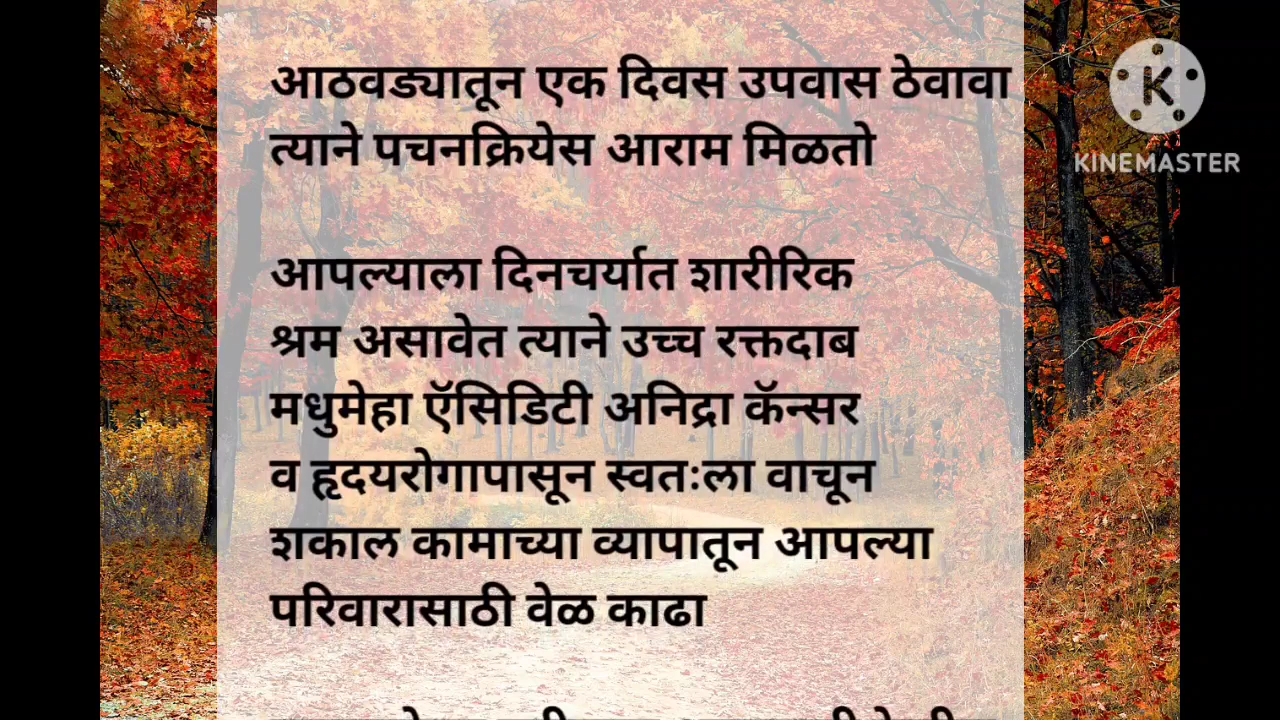 आठवड्यातून एक दिवस उपवास ठेवावा
त्याने पचनक्रियेस आराम मिळतो
आपल्याला दिनचर्यात शारीरिक
श्रम असावेत त्याने उच्च रक्तदाब
मधुमेहा ऍसिडिटी अनिद्रा कॅन्सर
व हृदयरोगापासून स्वतःला वाचून
शकाल कामाच्या व्यापातून आपल्या
परिवारासाठी वेळ काढा
KINEMASTER